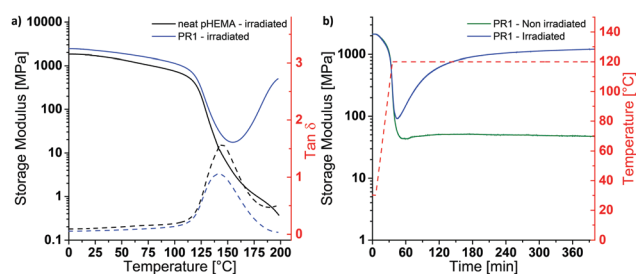 a)
neat pHEMA - irradiated
PR1 - irradiated
Storage Modulus [MPa]
10000
1000
100
10
1
0.1
0 25 50 75 100 125 150 175 200
Temperature [°C]
3
2
1
0
Tan δ
b)
PR1 - Non irradiated
PR1 - Irradiated
Storage Modulus [MPa]
1000
100
10
1
0 60 120 180 240 300 360
Time [min]
140
120
100
80
60
40
20
0
Temperature [°C]